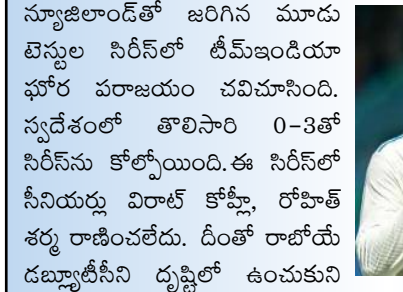 న్యూజిలాండ్‌తో జరిగిన మూడు
టెస్టుల సిరీస్‌లో టీమ్ఇండియా
ఘోర పరాజయం చవిచూసింది.
స్వదేశంలో తొలిసారి 0-3తో
సిరీస్‌ను కోల్పోయింది.ఈ సిరీస్‌లో
సీనియర్లు విరాట్ కోహ్లీ, రోహిత్
శర్మ రాణించలేదు. దీంతో రాబోయే
డబ్ల్యూటీసీని దృష్టిలో ఉంచుకుని